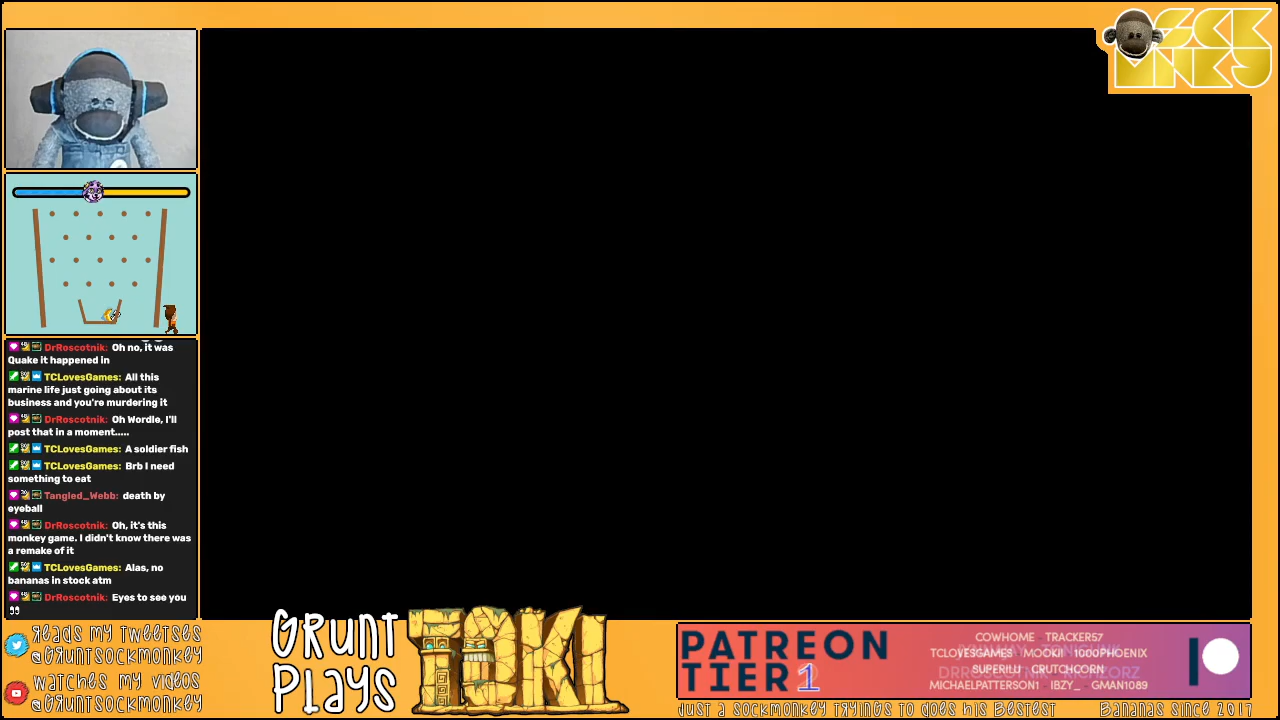 SCK
MNKY
DrRoscotnik: Oh no, it was
Quake it happened in
TCLovesGames: All this
marine life just going about its
business and you're murdering it
DrRoscotnik: Oh Wordle, I'll
post that in a moment.....
TCLovesGames: A soldier fish
TCLovesGames: Brb I need
something to eat
Tangled_Webb: death by
eyeball
DrRoscotnik: Oh, it's this
monkey game. I didn't know there was
a remake of it
TCLovesGames: Alas, no
bananas in stock atm
DrRoscotnik: Eyes to see you
👀
Reads my tweetses
@GruntSockmonkey
Watches my videos
@GruntSockmonkey
Grunt
Plays
TOKI
PATREON
TIER 1
COWHOME - TRACKER57
TCLOVESGAMES MOCKII 1000PHOENIX
SUPERILU CRUTCHCORN
MICHAELPATTERSON1 - IBZY_ - GMAN1089
Just a sockmonkey trying to does his Bestest
Bananas since 2017